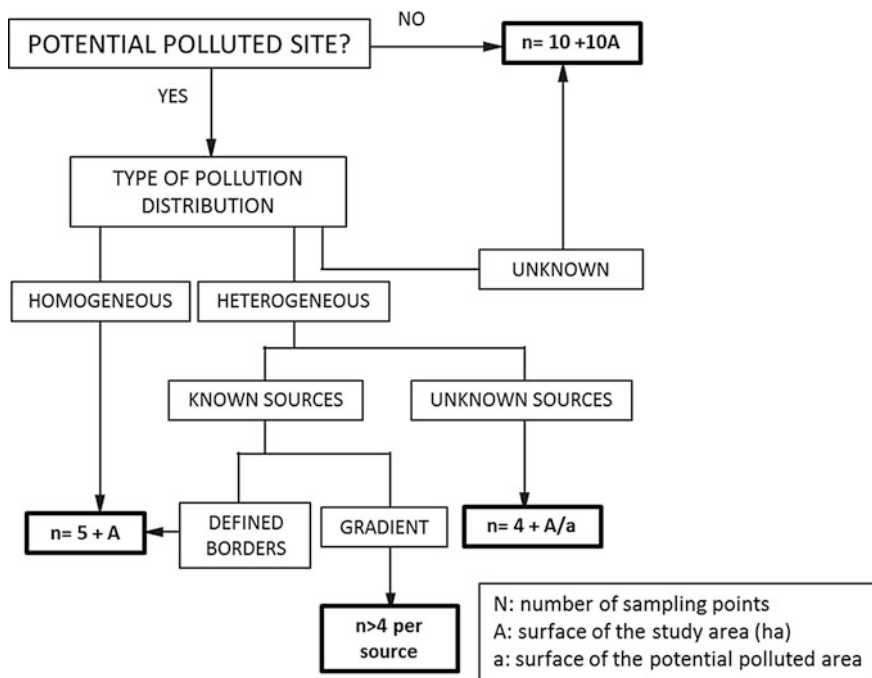 POTENTIAL POLLUTED SITE?
NO
n= 10 +10A
YES
TYPE OF POLLUTION
DISTRIBUTION
UNKNOWN
HOMOGENEOUS
HETEROGENEOUS
KNOWN SOURCES
UNKNOWN SOURCES
n= 5 + A
DEFINED
BORDERS
GRADIENT
n= 4 + A/a
n>4 per
source
N: number of sampling points
A: surface of the study area (ha)
a: surface of the potential polluted area